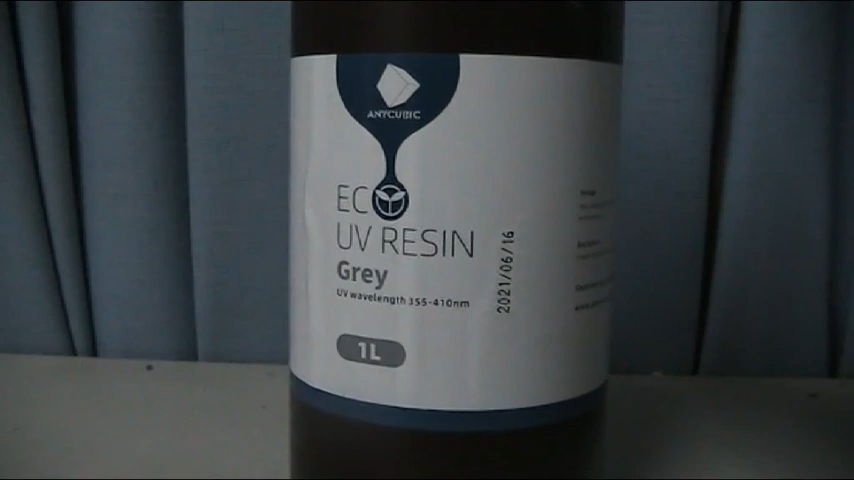 ANYCUBIC
ECO
UV RESIN
Grey
UV wavelength 355-410nm
1L
2021/06/16